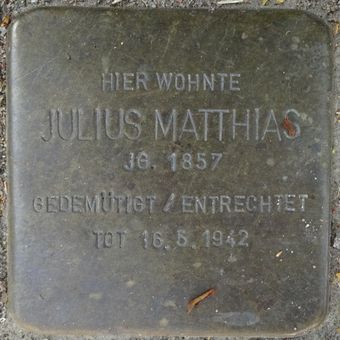 HIER WOHNTE
JULIUS MATTHIAS
JG. 1857
GEDEMÜTIGT / ENTRECHTET
TOT 16.5.1942